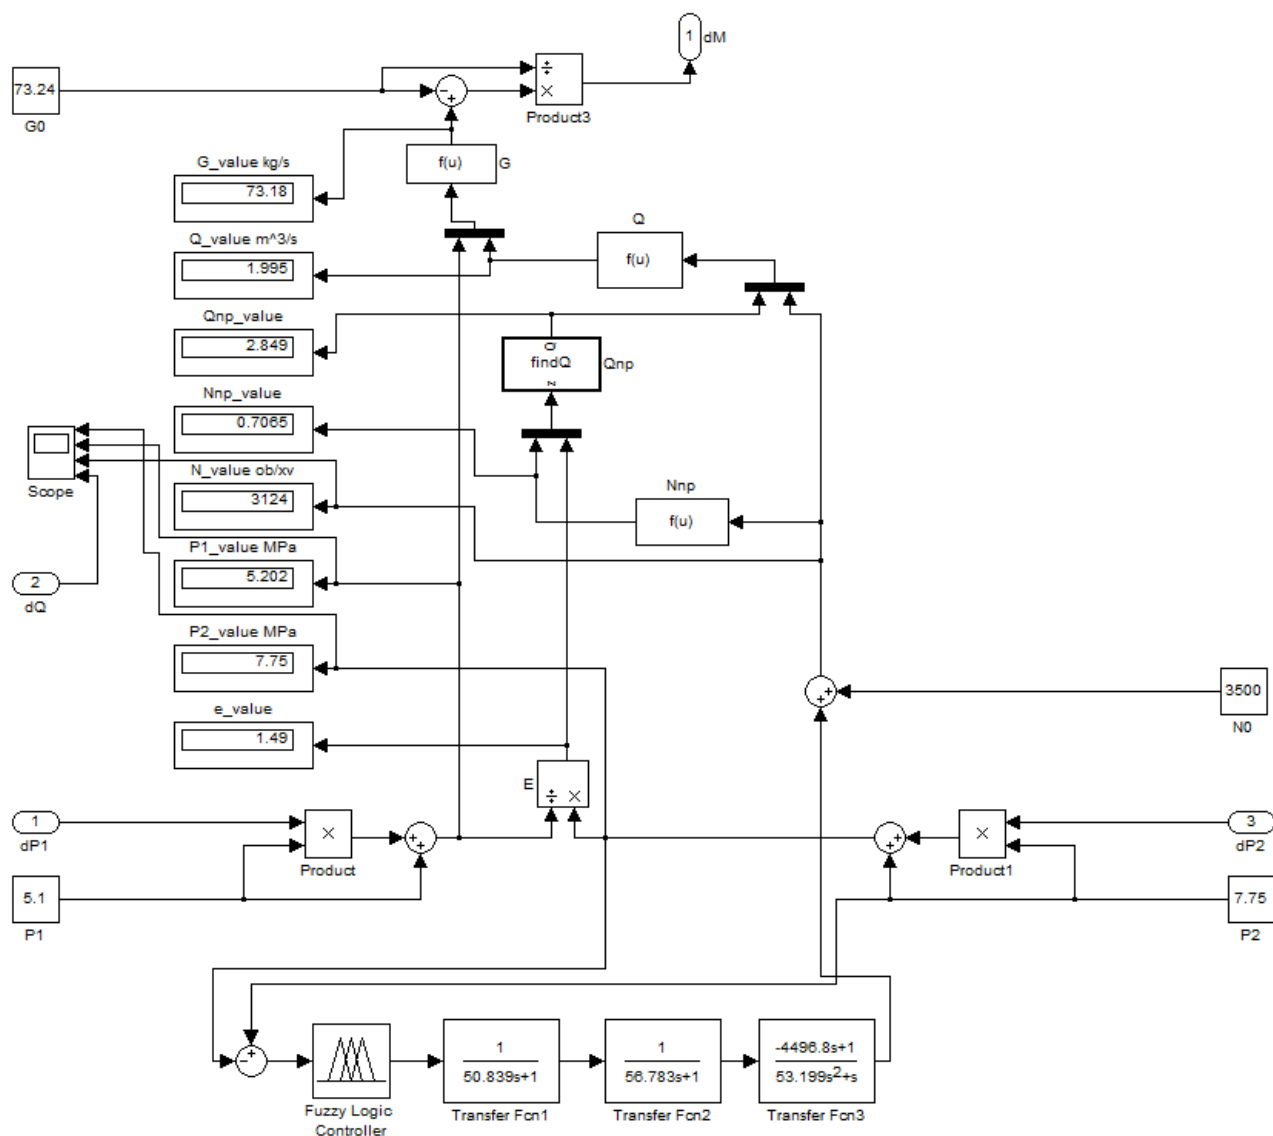 1
dM
73.24
G0
÷
×
Product3
−
+
G_value kg/s
73.18
f(u)
G
Q_value m^3/s
1.995
Q
f(u)
Qnp_value
2.849
Q
findQ
z
Qnp
Nnp_value
0.7065
Scope
N_value ob/xv
3124
Nnp
f(u)
2
dQ
P1_value MPa
5.202
P2_value MPa
7.75
+
+
3500
N0
e_value
1.49
E
÷ ×
1
dP1
×
Product
+
+
+
+
×
Product1
3
dP2
5.1
P1
7.75
P2
+
−
Fuzzy Logic
Controller
1
50.839s+1
Transfer Fcn1
1
56.783s+1
Transfer Fcn2
-4496.8s+1
53.199s²+s
Transfer Fcn3